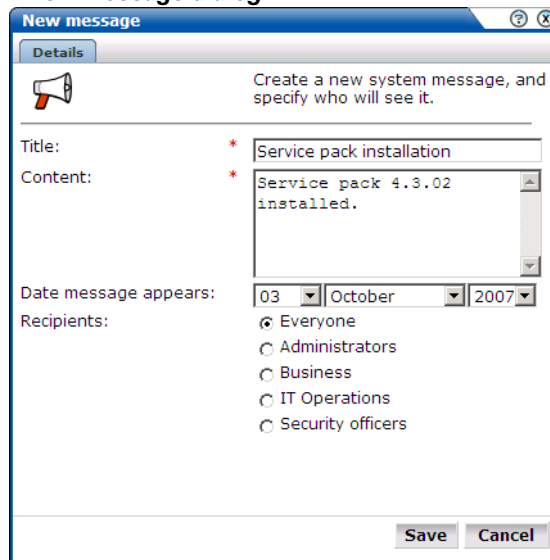 New message
Details
Create a new system message, and
specify who will see it.
Title: * Service pack installation
Content: * Service pack 4.3.02
installed.
Date message appears: 03 October 2007
Recipients: Everyone
Administrators
Business
IT Operations
Security officers
Save Cancel